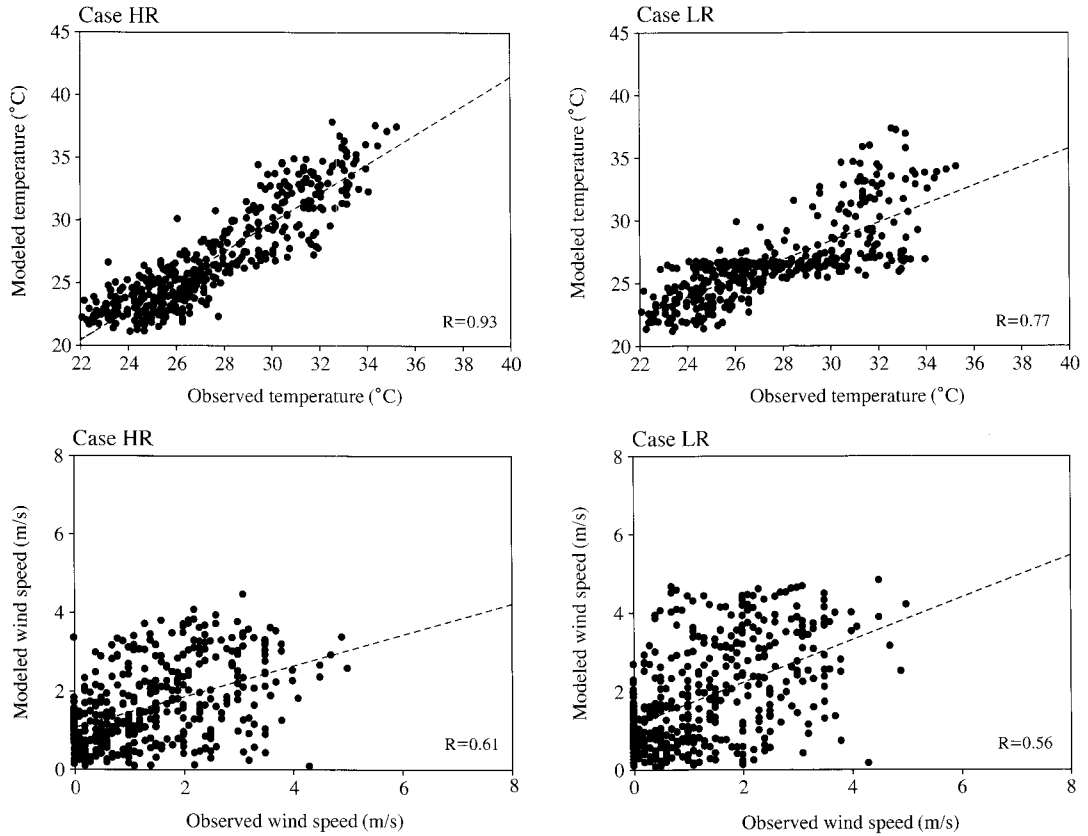 Case HR
45
40
35
30
25
20
Modeled temperature (°C)
R=0.93
22 24 26 28 30 32 34 36 38 40
Observed temperature (°C)
Case LR
45
40
35
30
25
20
Modeled temperature (°C)
R=0.77
22 24 26 28 30 32 34 36 38 40
Observed temperature (°C)
Case HR
8
6
4
2
0
Modeled wind speed (m/s)
R=0.61
0 2 4 6 8
Observed wind speed (m/s)
Case LR
8
6
4
2
0
Modeled wind speed (m/s)
R=0.56
0 2 4 6 8
Observed wind speed (m/s)